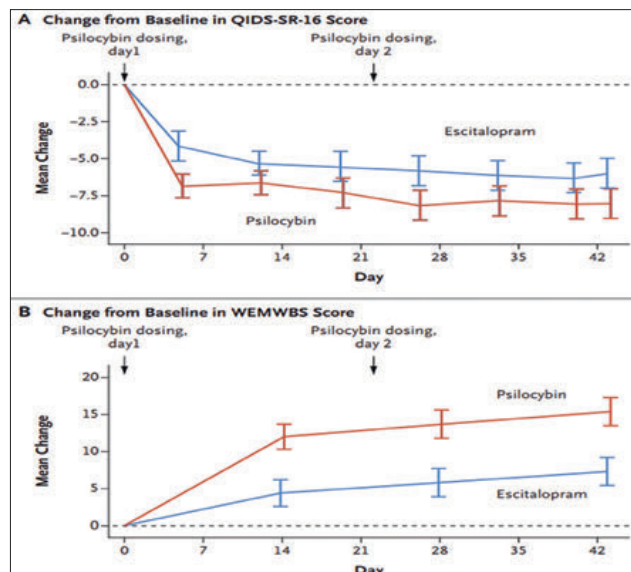 A Change from Baseline in QIDS-SR-16 Score
Psilocybin dosing, Psilocybin dosing,
day1 day 2
0.0
-2.5
-5.0
-7.5
-10.0
Mean Change
Escitalopram
Psilocybin
0 7 14 21 28 35 42
Day
B Change from Baseline in WEMWBS Score
Psilocybin dosing, Psilocybin dosing,
day1 day 2
20
15
10
5
0
Mean Change
Psilocybin
Escitalopram
0 7 14 21 28 35 42
Day